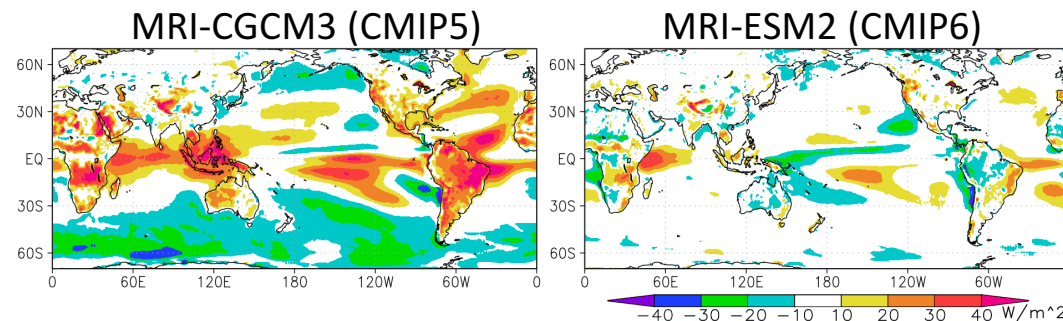 MRI-CGCM3 (CMIP5)
MRI-ESM2 (CMIP6)
60N
30N
EQ
30S
60S
0
60E
120E
180
120W
60W
0
60N
30N
EQ
30S
60S
0
60E
120E
180
120W
60W
-40 -30 -20 -10 10 20 30 40 W/m^2